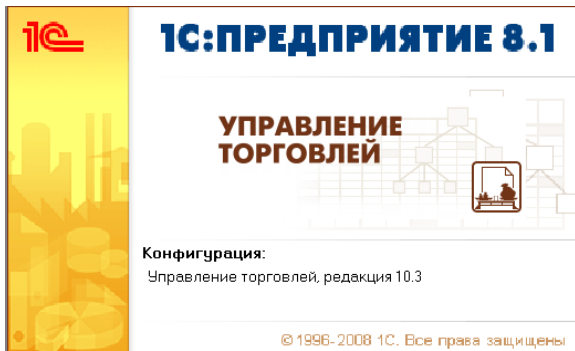 1С
1С:ПРЕДПРИЯТИЕ 8.1
УПРАВЛЕНИЕ
ТОРГОВЛЕЙ
Конфигурация:
Управление торговлей, редакция 10.3
© 1996-2008 1С. Все права защищены